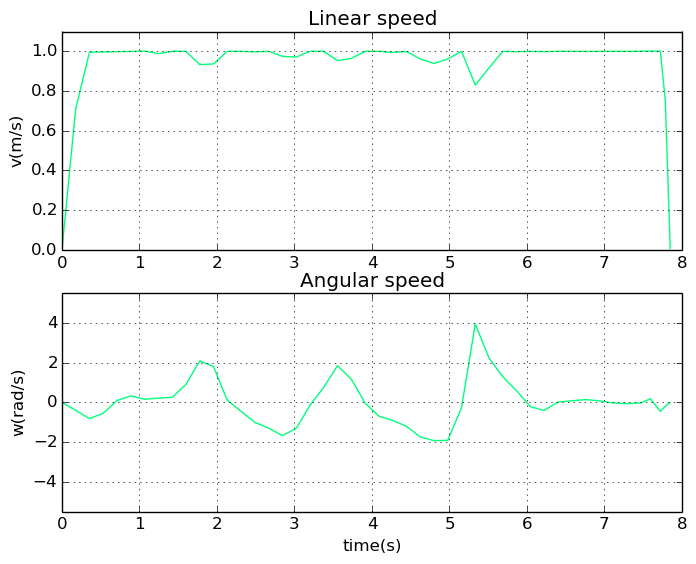 Linear speed
v(m/s)
1.0
0.8
0.6
0.4
0.2
0.0
0 1 2 3 4 5 6 7 8
Angular speed
w(rad/s)
4
2
0
−2
−4
0 1 2 3 4 5 6 7 8
time(s)